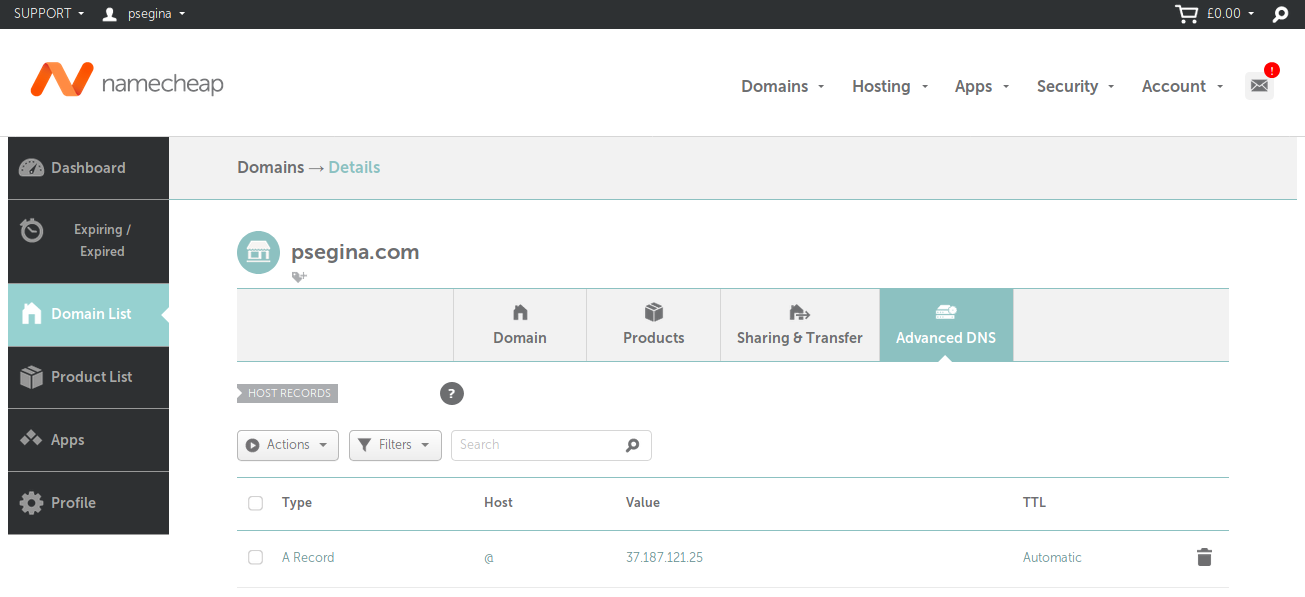 SUPPORT psegina £0.00
namecheap
Domains Hosting Apps Security Account !
Dashboard
Domains → Details
Expiring /
Expired
psegina.com
Domain List
Domain Products Sharing & Transfer Advanced DNS
Product List
HOST RECORDS ?
Apps
Actions Filters Search
Profile
Type Host Value TTL
A Record @ 37.187.121.25 Automatic